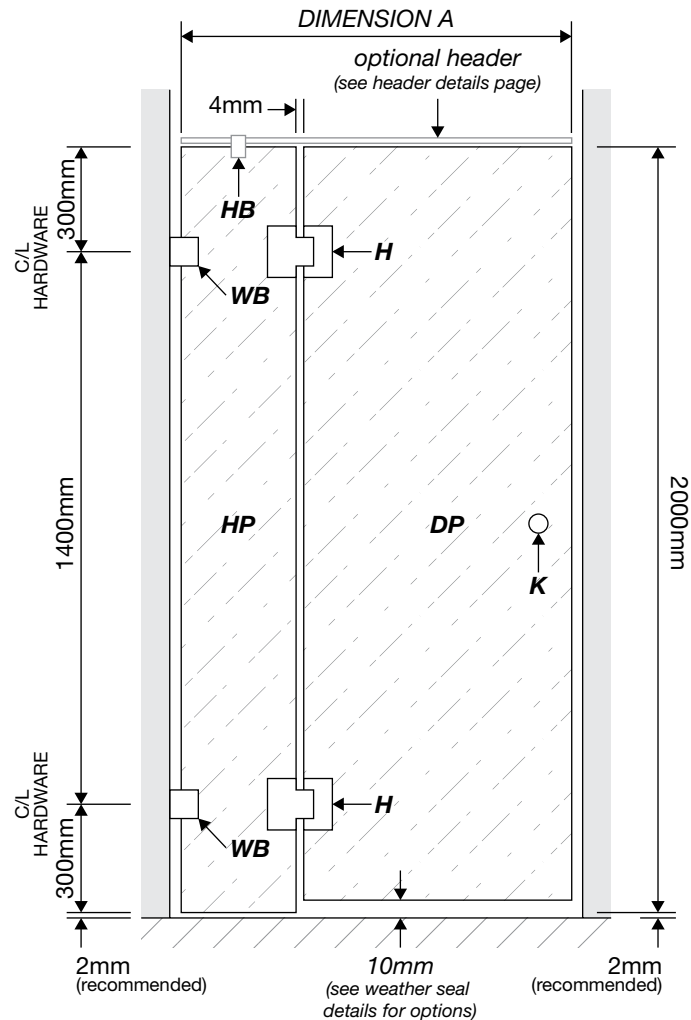 DIMENSION A
optional header
(see header details page)
4mm
300mm
HB
C/L
HARDWARE
H
WB
1400mm
HP
DP
K
2000mm
C/L
HARDWARE
H
WB
300mm
2mm
(recommended)
10mm
(see weather seal
details for options)
2mm
(recommended)